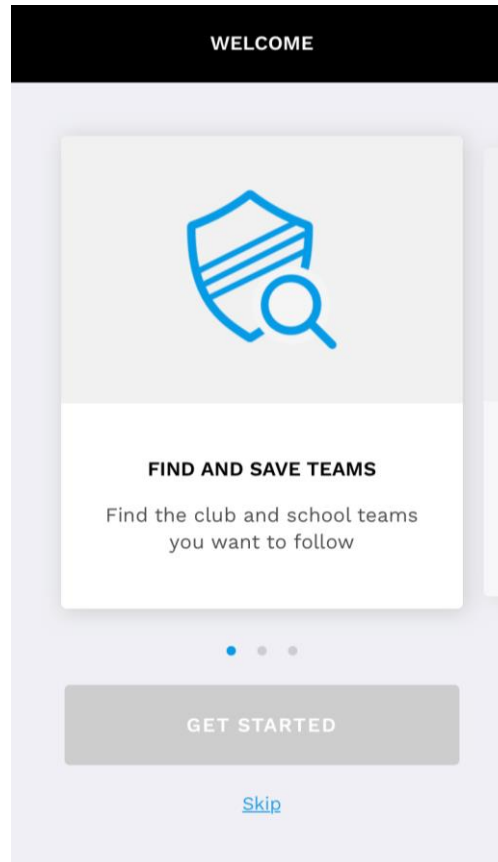 WELCOME
FIND AND SAVE TEAMS
Find the club and school teams
you want to follow
GET STARTED
Skip